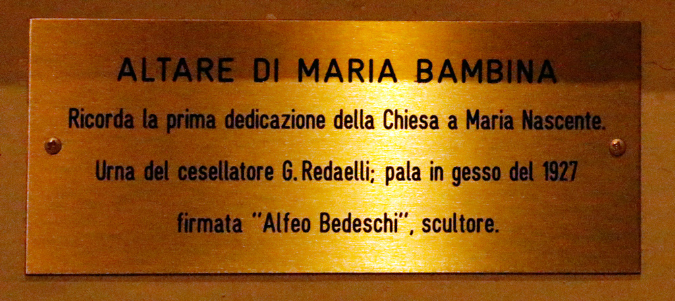 ALTARE DI MARIA BAMBINA
Ricorda la prima dedicazione della Chiesa a Maria Nascente.
Urna del cesellatore G. Redaelli; pala in gesso del 1927
firmata "Alfeo Bedeschi", scultore.